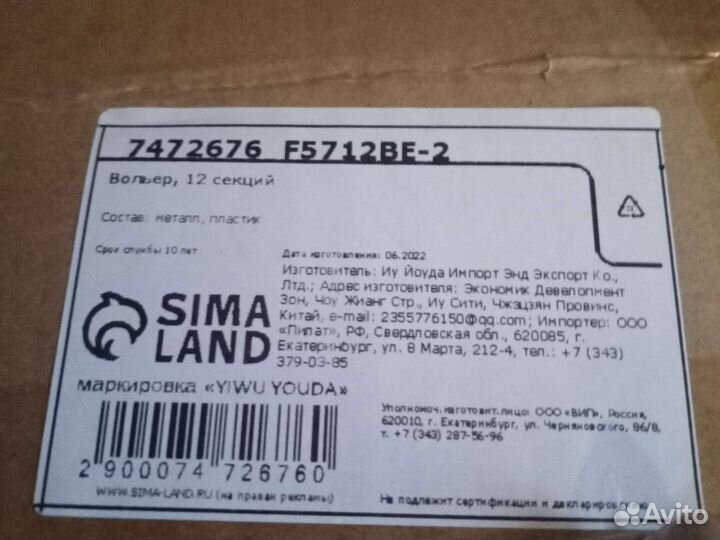 7472676 F5712BE-2
Вольер, 12 секций
Состав: металл, пластик
Срок службы 10 лет
Дата изготовления: 06.2022
Изготовитель: Иу Йоуда Импорт Энд Экспорт Ко.,
Лтд.; Адрес изготовителя: Экономик Девелопмент
Зон, Чоу Жианг Стр., Иу Сити, Чжэцзян Провинс,
Китай, e-mail: 2355776150@qq.com; Импортер: ООО
«Пилат», РФ, Свердловская обл., 620085, г.
Екатеринбург, ул. 8 Марта, 212-4, тел.: +7 (343)
379-03-85
SIMA
LAND
маркировка «YIWU YOUDA»
2 900074 726760
WWW.SIMA-LAND.RU (на правах рекламы)
Уполномоч. изготовит. лицо: ООО «ВИП», Россия,
620010, г. Екатеринбург, ул. Черняховского, 86/8,
т. +7 (343) 287-56-96
Не подлежит сертификации и декларированию
Avito